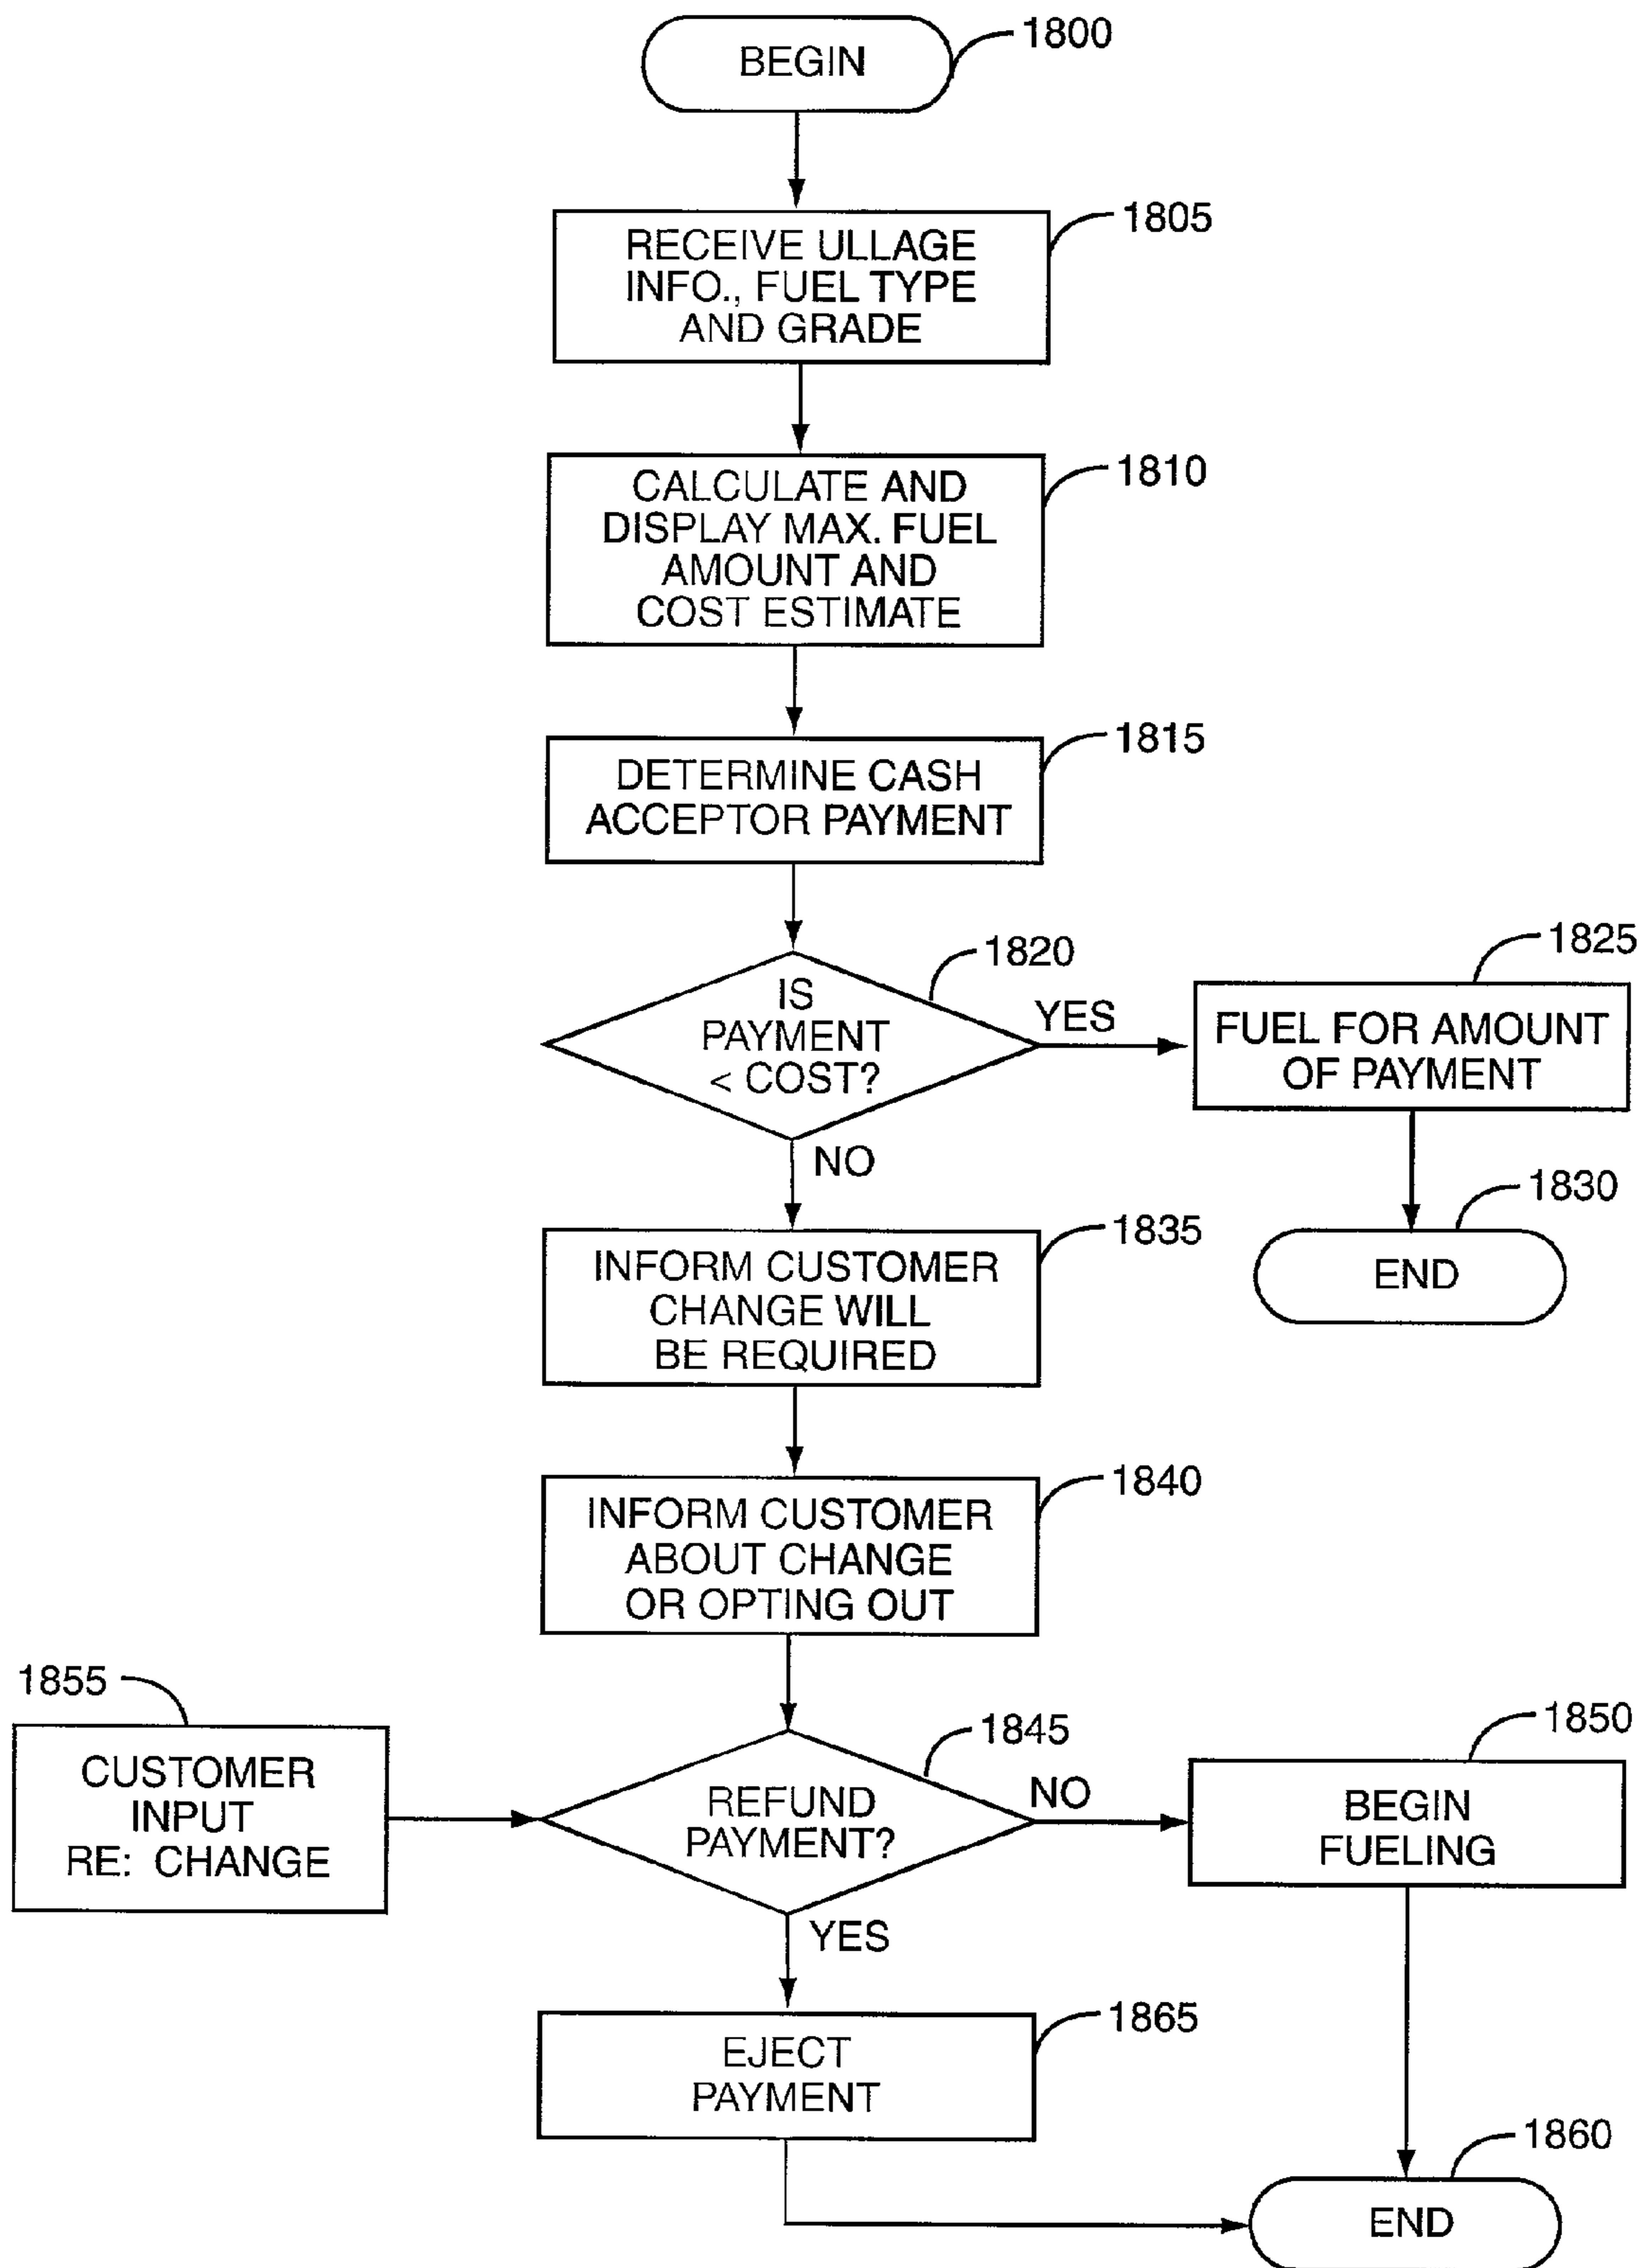 1800
BEGIN
1805
RECEIVE ULLAGE
INFO., FUEL TYPE
AND GRADE
1810
CALCULATE AND
DISPLAY MAX. FUEL
AMOUNT AND
COST ESTIMATE
1815
DETERMINE CASH
ACCEPTOR PAYMENT
1820
IS
PAYMENT
< COST?
YES
1825
FUEL FOR AMOUNT
OF PAYMENT
1830
END
NO
1835
INFORM CUSTOMER
CHANGE WILL
BE REQUIRED
1840
INFORM CUSTOMER
ABOUT CHANGE
OR OPTING OUT
1855
CUSTOMER
INPUT
RE: CHANGE
1845
REFUND
PAYMENT?
NO
1850
BEGIN
FUELING
YES
1865
EJECT
PAYMENT
1860
END